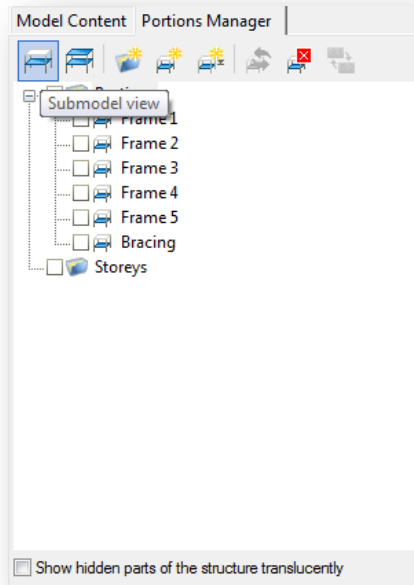 Model Content Portions Manager
Submodel view
Frame 1
Frame 2
Frame 3
Frame 4
Frame 5
Bracing
Storeys
Show hidden parts of the structure translucently